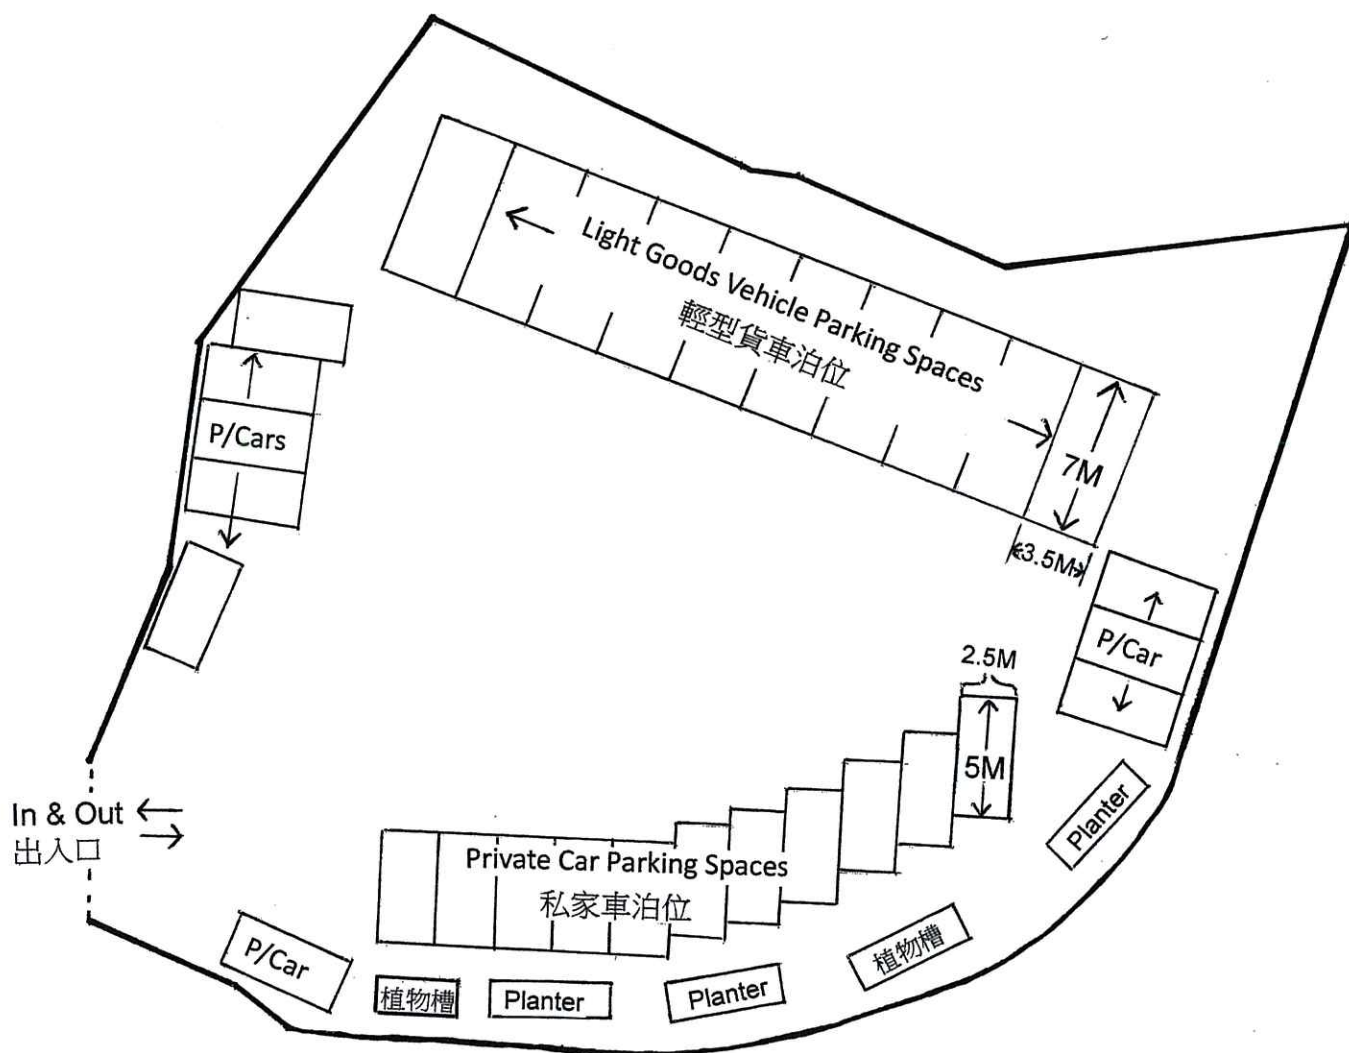 Light Goods Vehicle Parking Spaces
輕型貨車泊位
P/Cars
7M
3.5M
P/Car
2.5M
5M
In & Out
出入口
Private Car Parking Spaces
私家車泊位
Planter
P/Car
植物槽
Planter
Planter
植物槽